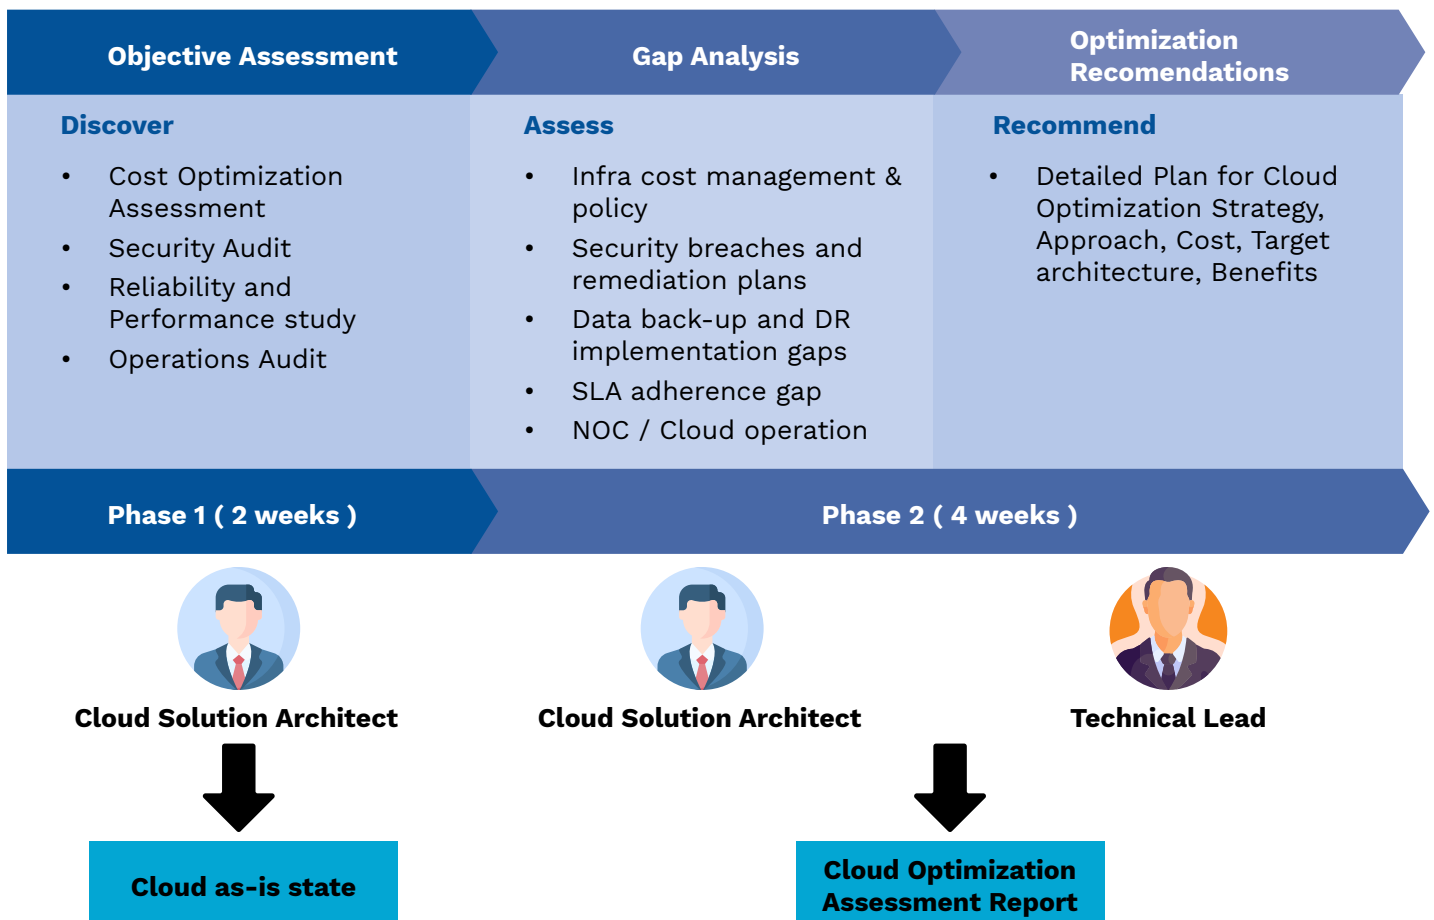 Objective Assessment
Gap Analysis
Optimization
Recomendations
Discover
• Cost Optimization
Assessment
• Security Audit
• Reliability and
Performance study
• Operations Audit
Assess
• Infra cost management &
policy
• Security breaches and
remediation plans
• Data back-up and DR
implementation gaps
• SLA adherence gap
• NOC / Cloud operation
Recommend
• Detailed Plan for Cloud
Optimization Strategy,
Approach, Cost, Target
architecture, Benefits
Phase 1 ( 2 weeks )
Phase 2 ( 4 weeks )
Cloud Solution Architect
Cloud Solution Architect
Technical Lead
Cloud as-is state
Cloud Optimization
Assessment Report